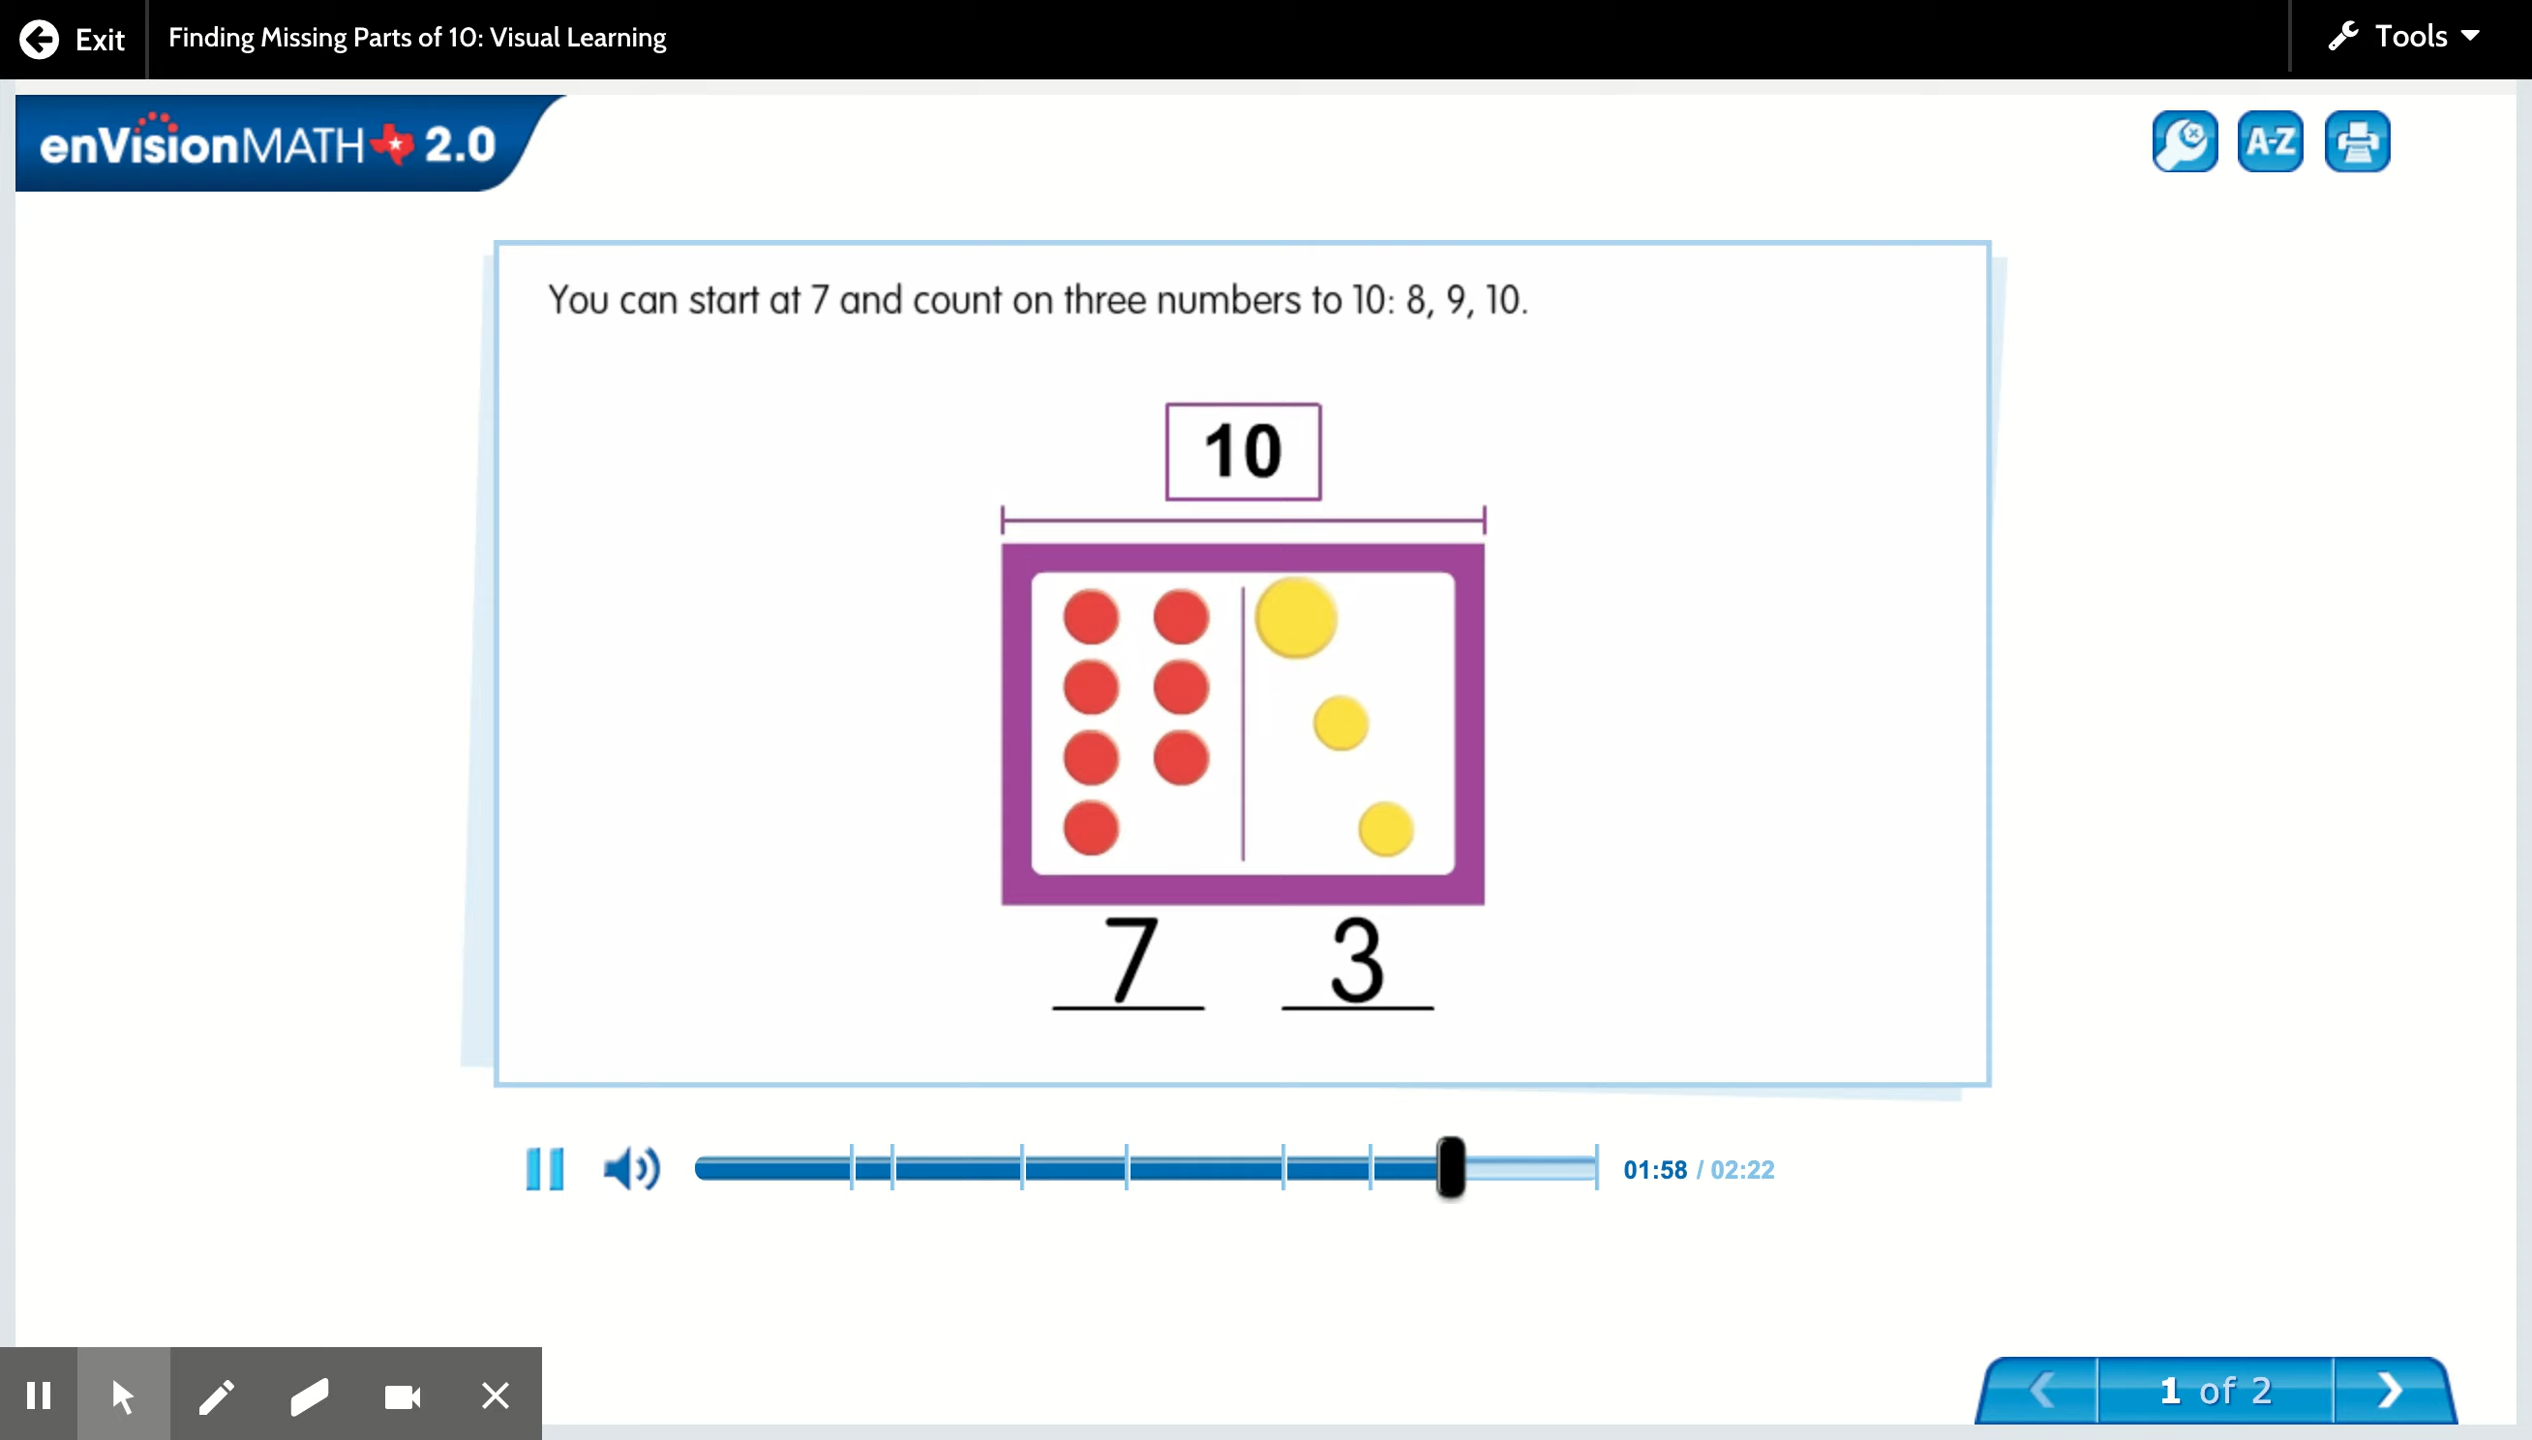 Exit
Finding Missing Parts of 10: Visual Learning
Tools
enVisionMATH 2.0
A-Z
You can start at 7 and count on three numbers to 10: 8, 9, 10.
10
7 3
01:58 / 02:22
1 of 2